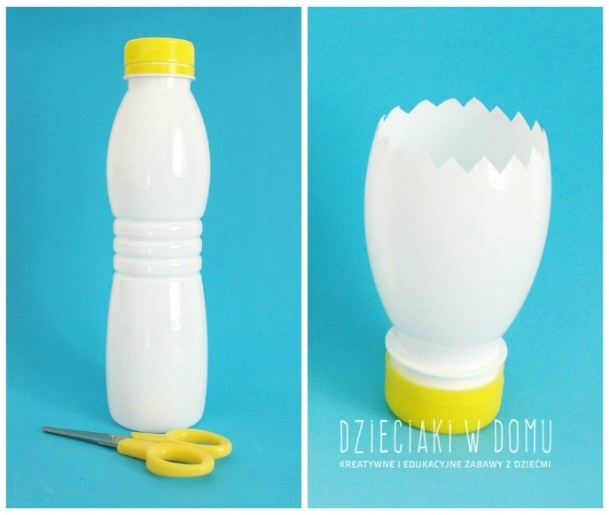 DZIECIAKI W DOMU
KREATYWNE I EDUKACYJNE ZABAWY Z DZIEĆMI